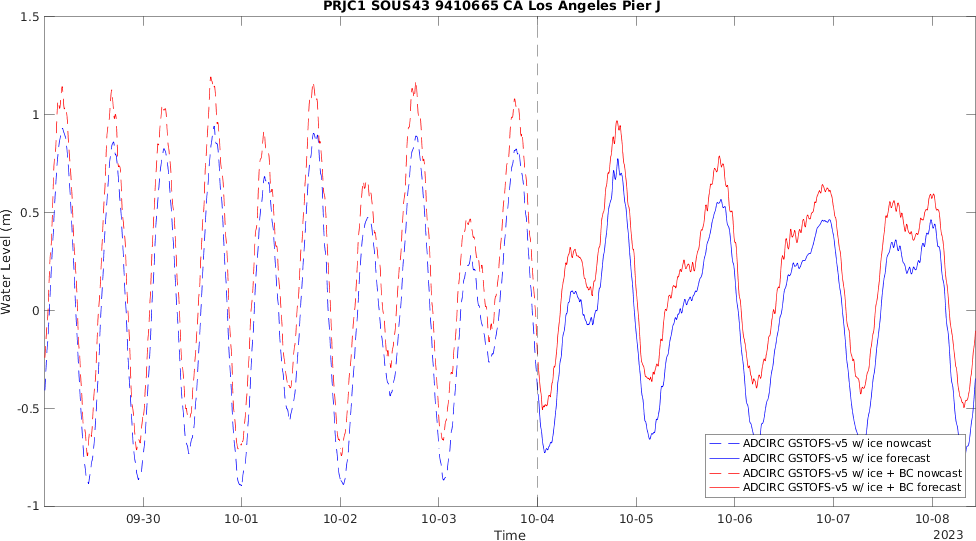 PRJC1 SOUS43 9410665 CA Los Angeles Pier J
1.5
1
0.5
0
-0.5
-1
Water Level (m)
09-30
10-01
10-02
10-03
10-04
10-05
10-06
10-07
10-08
Time
2023
ADCIRC GSTOFS-v5 w/ ice nowcast
ADCIRC GSTOFS-v5 w/ ice forecast
ADCIRC GSTOFS-v5 w/ ice + BC nowcast
ADCIRC GSTOFS-v5 w/ ice + BC forecast